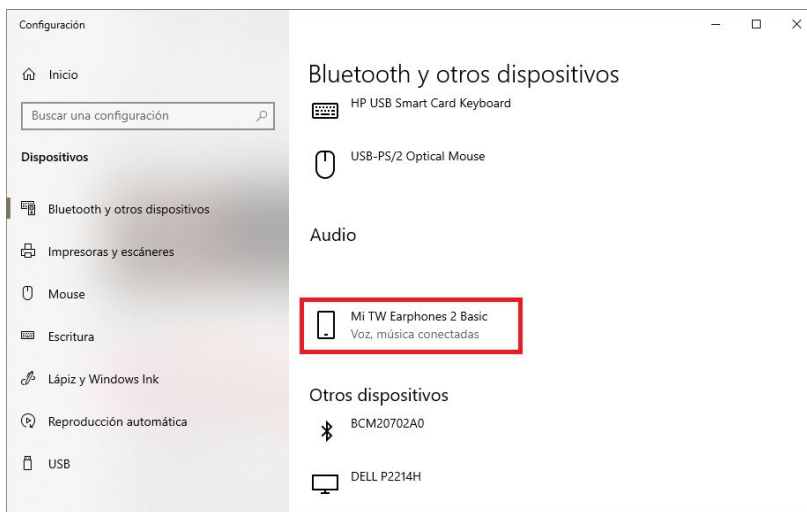 Configuración
Inicio
Buscar una configuración
Dispositivos
Bluetooth y otros dispositivos
Impresoras y escáneres
Mouse
Escritura
Lápiz y Windows Ink
Reproducción automática
USB
Bluetooth y otros dispositivos
HP USB Smart Card Keyboard
USB-PS/2 Optical Mouse
Audio
Mi TW Earphones 2 Basic
Voz, música conectadas
Otros dispositivos
BCM20702A0
DELL P2214H